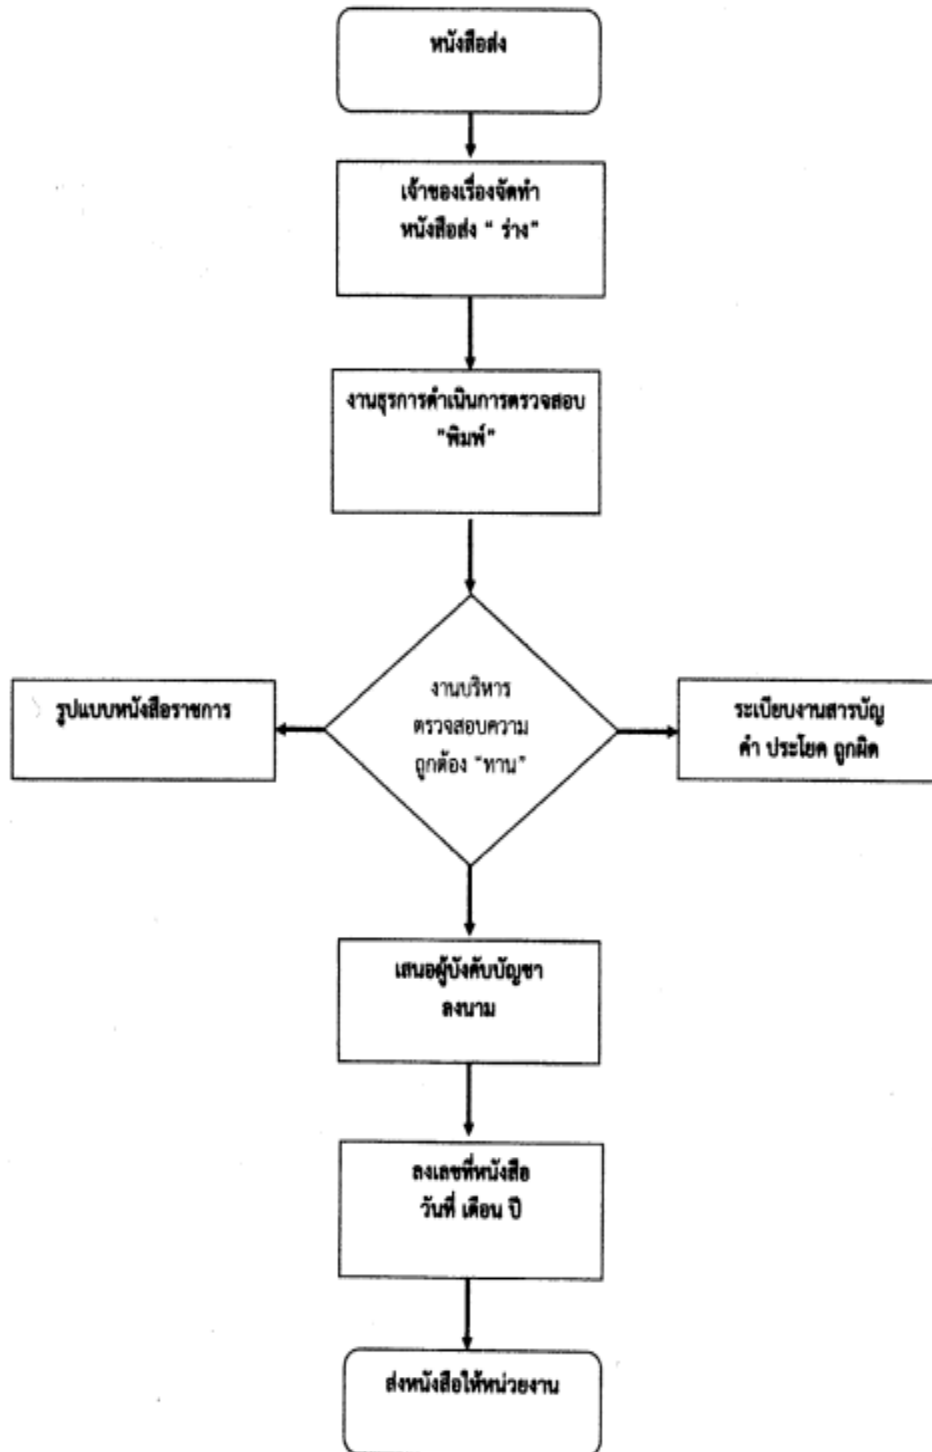 หนังสือส่ง
เจ้าของเรื่องจัดทำ
หนังสือส่ง “ ร่าง”
งานธุรการดำเนินการตรวจสอบ
"พิมพ์"
งานบริหาร
ตรวจสอบความ
ถูกต้อง “ทาน”
รูปแบบหนังสือราชการ
ระเบียบงานสารบัญ
คำ ประโยค ถูกผิด
เสนอผู้บังคับบัญชา
ลงนาม
ลงเลขที่หนังสือ
วันที่ เดือน ปี
ส่งหนังสือให้หน่วยงาน